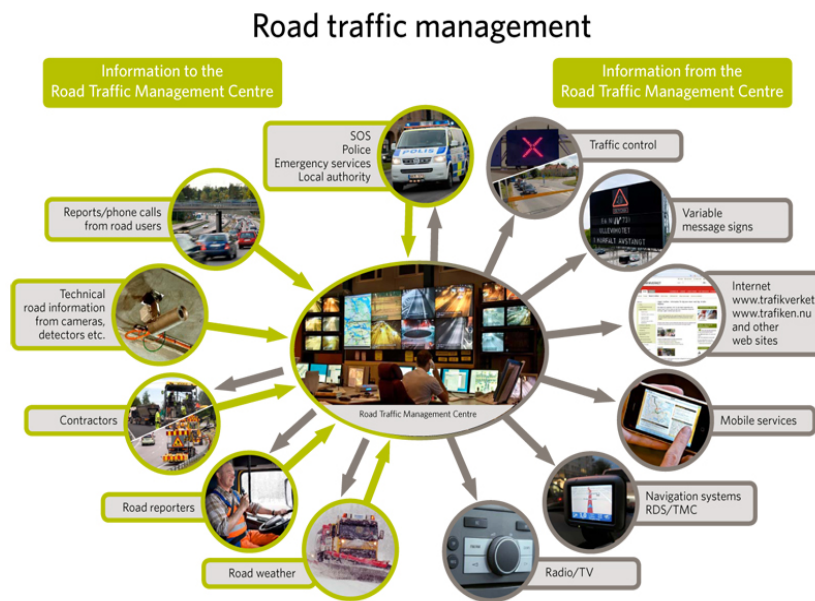 Road traffic management
Information to the
Road Traffic Management Centre
Information from the
Road Traffic Management Centre
SOS
Police
Emergency services
Local authority
POLIS
Traffic control
Reports/phone calls
from road users
Variable
message signs
Technical
road information
from cameras,
detectors etc.
Internet
www.trafikverket
www.trafiken.nu
and other
web sites
Contractors
Road Traffic Management Centre
Mobile services
Road reporters
Navigation systems
RDS/TMC
Road weather
Radio/TV